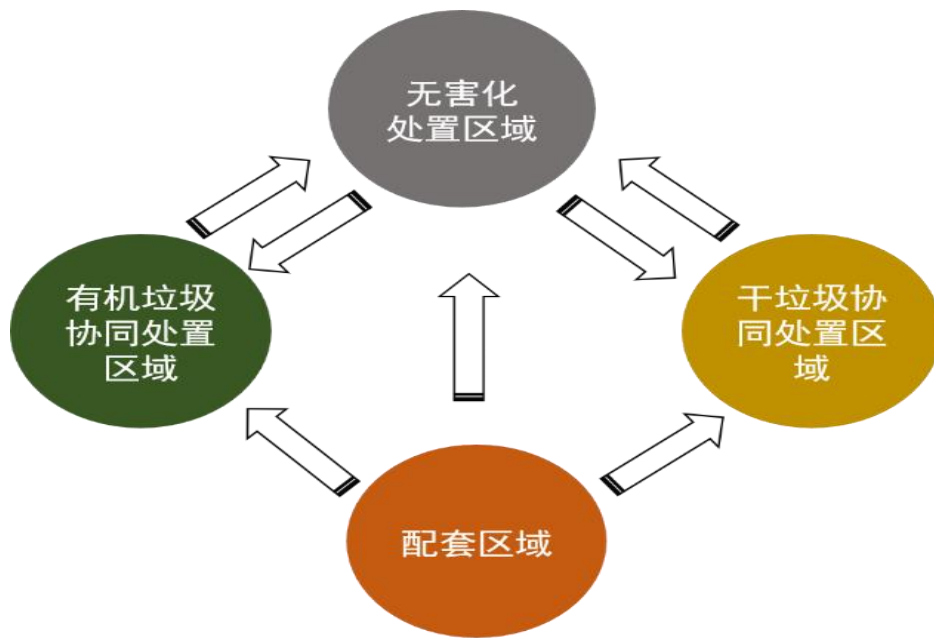 无害化
处置区域
有机垃圾
协同处置
区域
干垃圾协
同处置区
域
配套区域